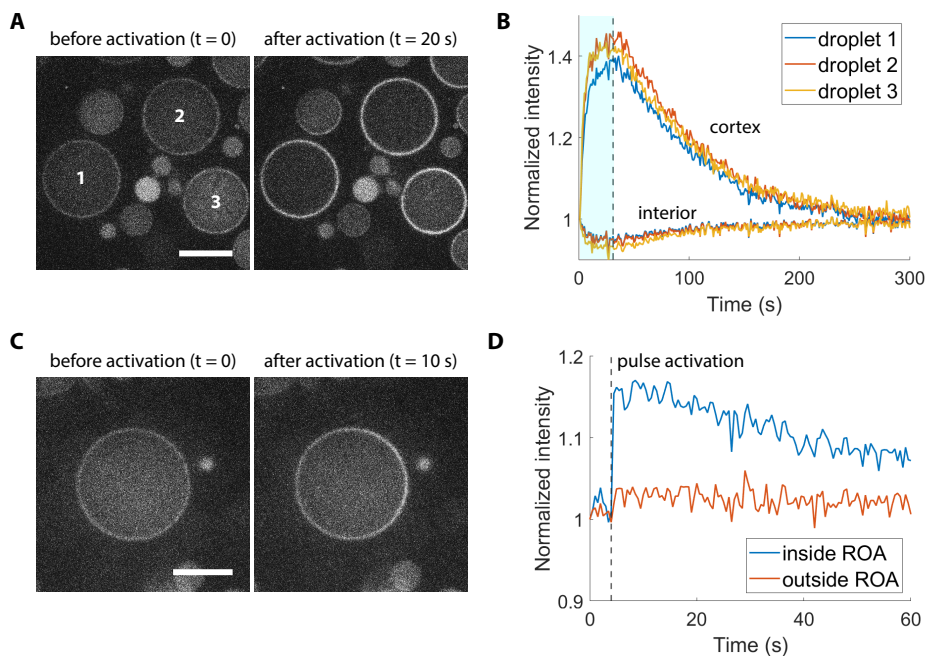 A
before activation (t = 0)
after activation (t = 20 s)
1
2
3
B
Normalized intensity
1.4
1.2
1
0
100
200
300
Time (s)
droplet 1
droplet 2
droplet 3
cortex
interior
C
before activation (t = 0)
after activation (t = 10 s)
D
Normalized intensity
1.2
1.1
1
0.9
0
20
40
60
Time (s)
pulse activation
inside ROA
outside ROA